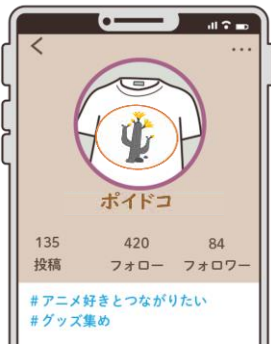 ポイドコ
135 420 84
投稿 フォロー フォロワー
#アニメ好きとつながりたい
#グッズ集め